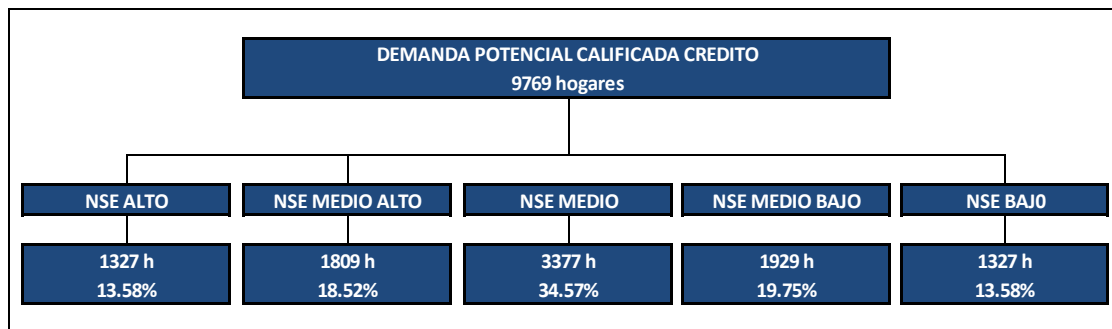 DEMANDA POTENCIAL CALIFICADA CREDITO
9769 hogares
NSE ALTO
NSE MEDIO ALTO
NSE MEDIO
NSE MEDIO BAJO
NSE BAJ0
1327 h
13.58%
1809 h
18.52%
3377 h
34.57%
1929 h
19.75%
1327 h
13.58%